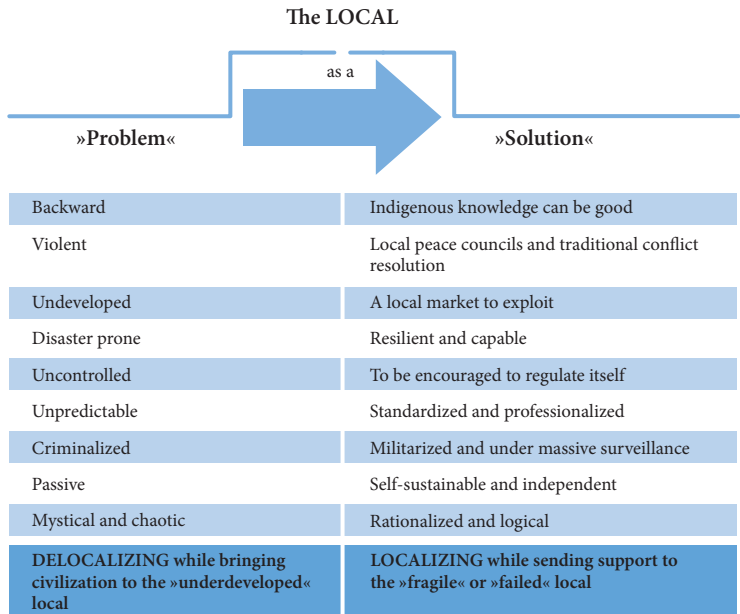 The LOCAL
as a
»Problem«
»Solution«
Backward
Indigenous knowledge can be good
Violent
Local peace councils and traditional conflict
resolution
Undeveloped
A local market to exploit
Disaster prone
Resilient and capable
Uncontrolled
To be encouraged to regulate itself
Unpredictable
Standardized and professionalized
Criminalized
Militarized and under massive surveillance
Passive
Self-sustainable and independent
Mystical and chaotic
Rationalized and logical
DELOCALIZING while bringing
civilization to the »underdeveloped«
local
LOCALIZING while sending support to
the »fragile« or »failed« local